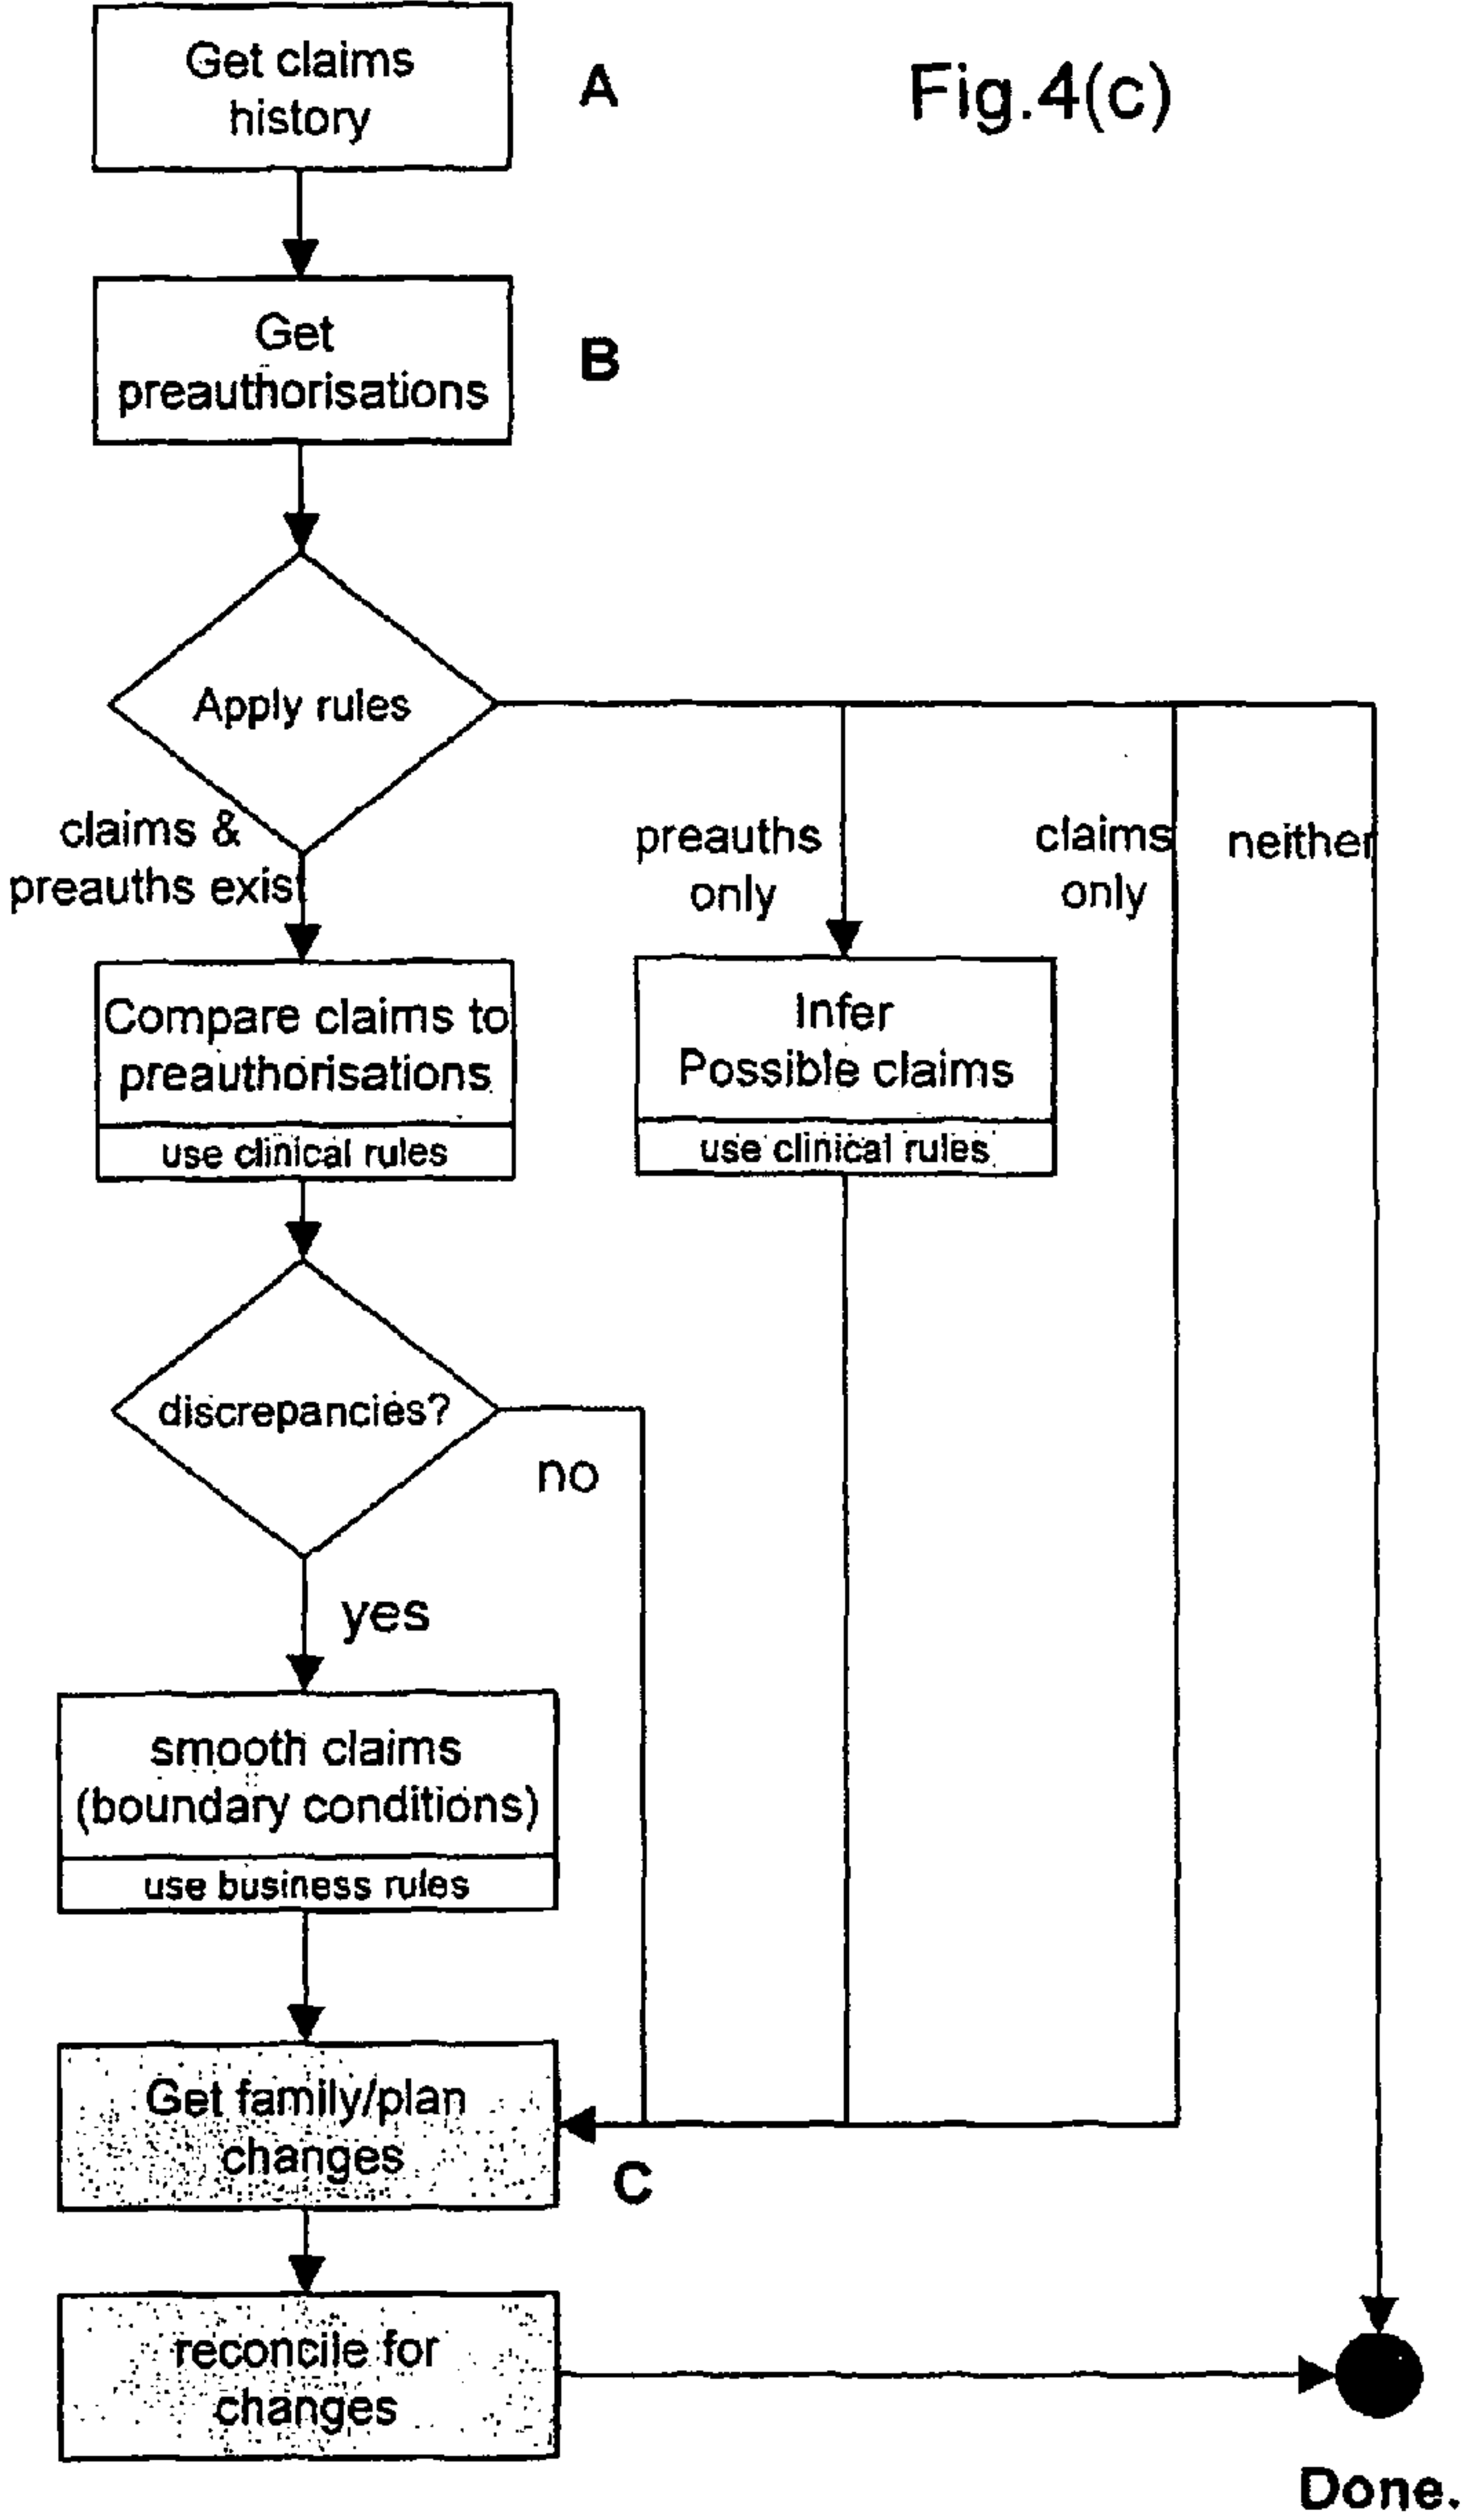 Get claims
history
A
Fig.4(c)
Get
preauthorisations
B
Apply rules
claims &
preauths exist
preauths
only
claims
only
neither
Compare claims to
preauthorisations
use clinical rules
Infer
Possible claims
use clinical rules
discrepancies?
no
yes
smooth claims
(boundary conditions)
use business rules
Get family/plan
changes
C
reconcile for
changes
Done.